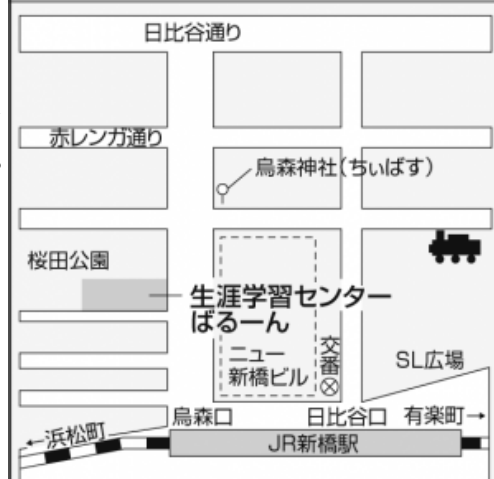 日比谷通り
赤レンガ通り
烏森神社(ちぃばす)
桜田公園
生涯学習センター
ばるーん
ニュー
新橋ビル
交番
SL広場
烏森口
日比谷口
有楽町→
←浜松町
JR新橋駅